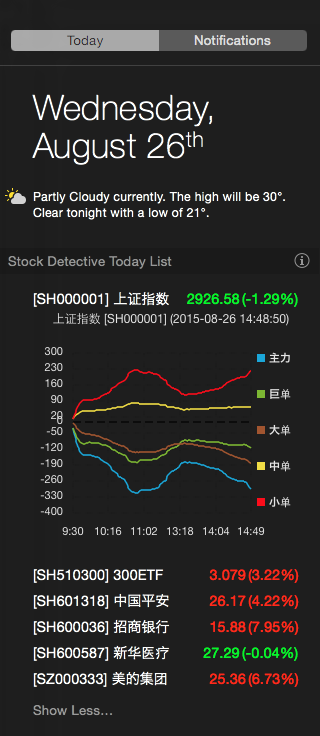 Today Notifications
Wednesday,
August 26th
Partly Cloudy currently. The high will be 30°.
Clear tonight with a low of 21°.
Stock Detective Today List
[SH000001] 上证指数 2926.58 (-1.29%)
上证指数 [SH000001] (2015-08-26 14:48:50)
300
230
160
90
20
0
-50
-120
-190
-260
-330
-400
主力
巨单
大单
中单
小单
9:30 10:16 11:02 13:18 14:04 14:49
[SH510300] 300ETF 3.079 (3.22%)
[SH601318] 中国平安 26.17 (4.22%)
[SH600036] 招商银行 15.88 (7.95%)
[SH600587] 新华医疗 27.29 (-0.04%)
[SZ000333] 美的集团 25.36 (6.73%)
Show Less...